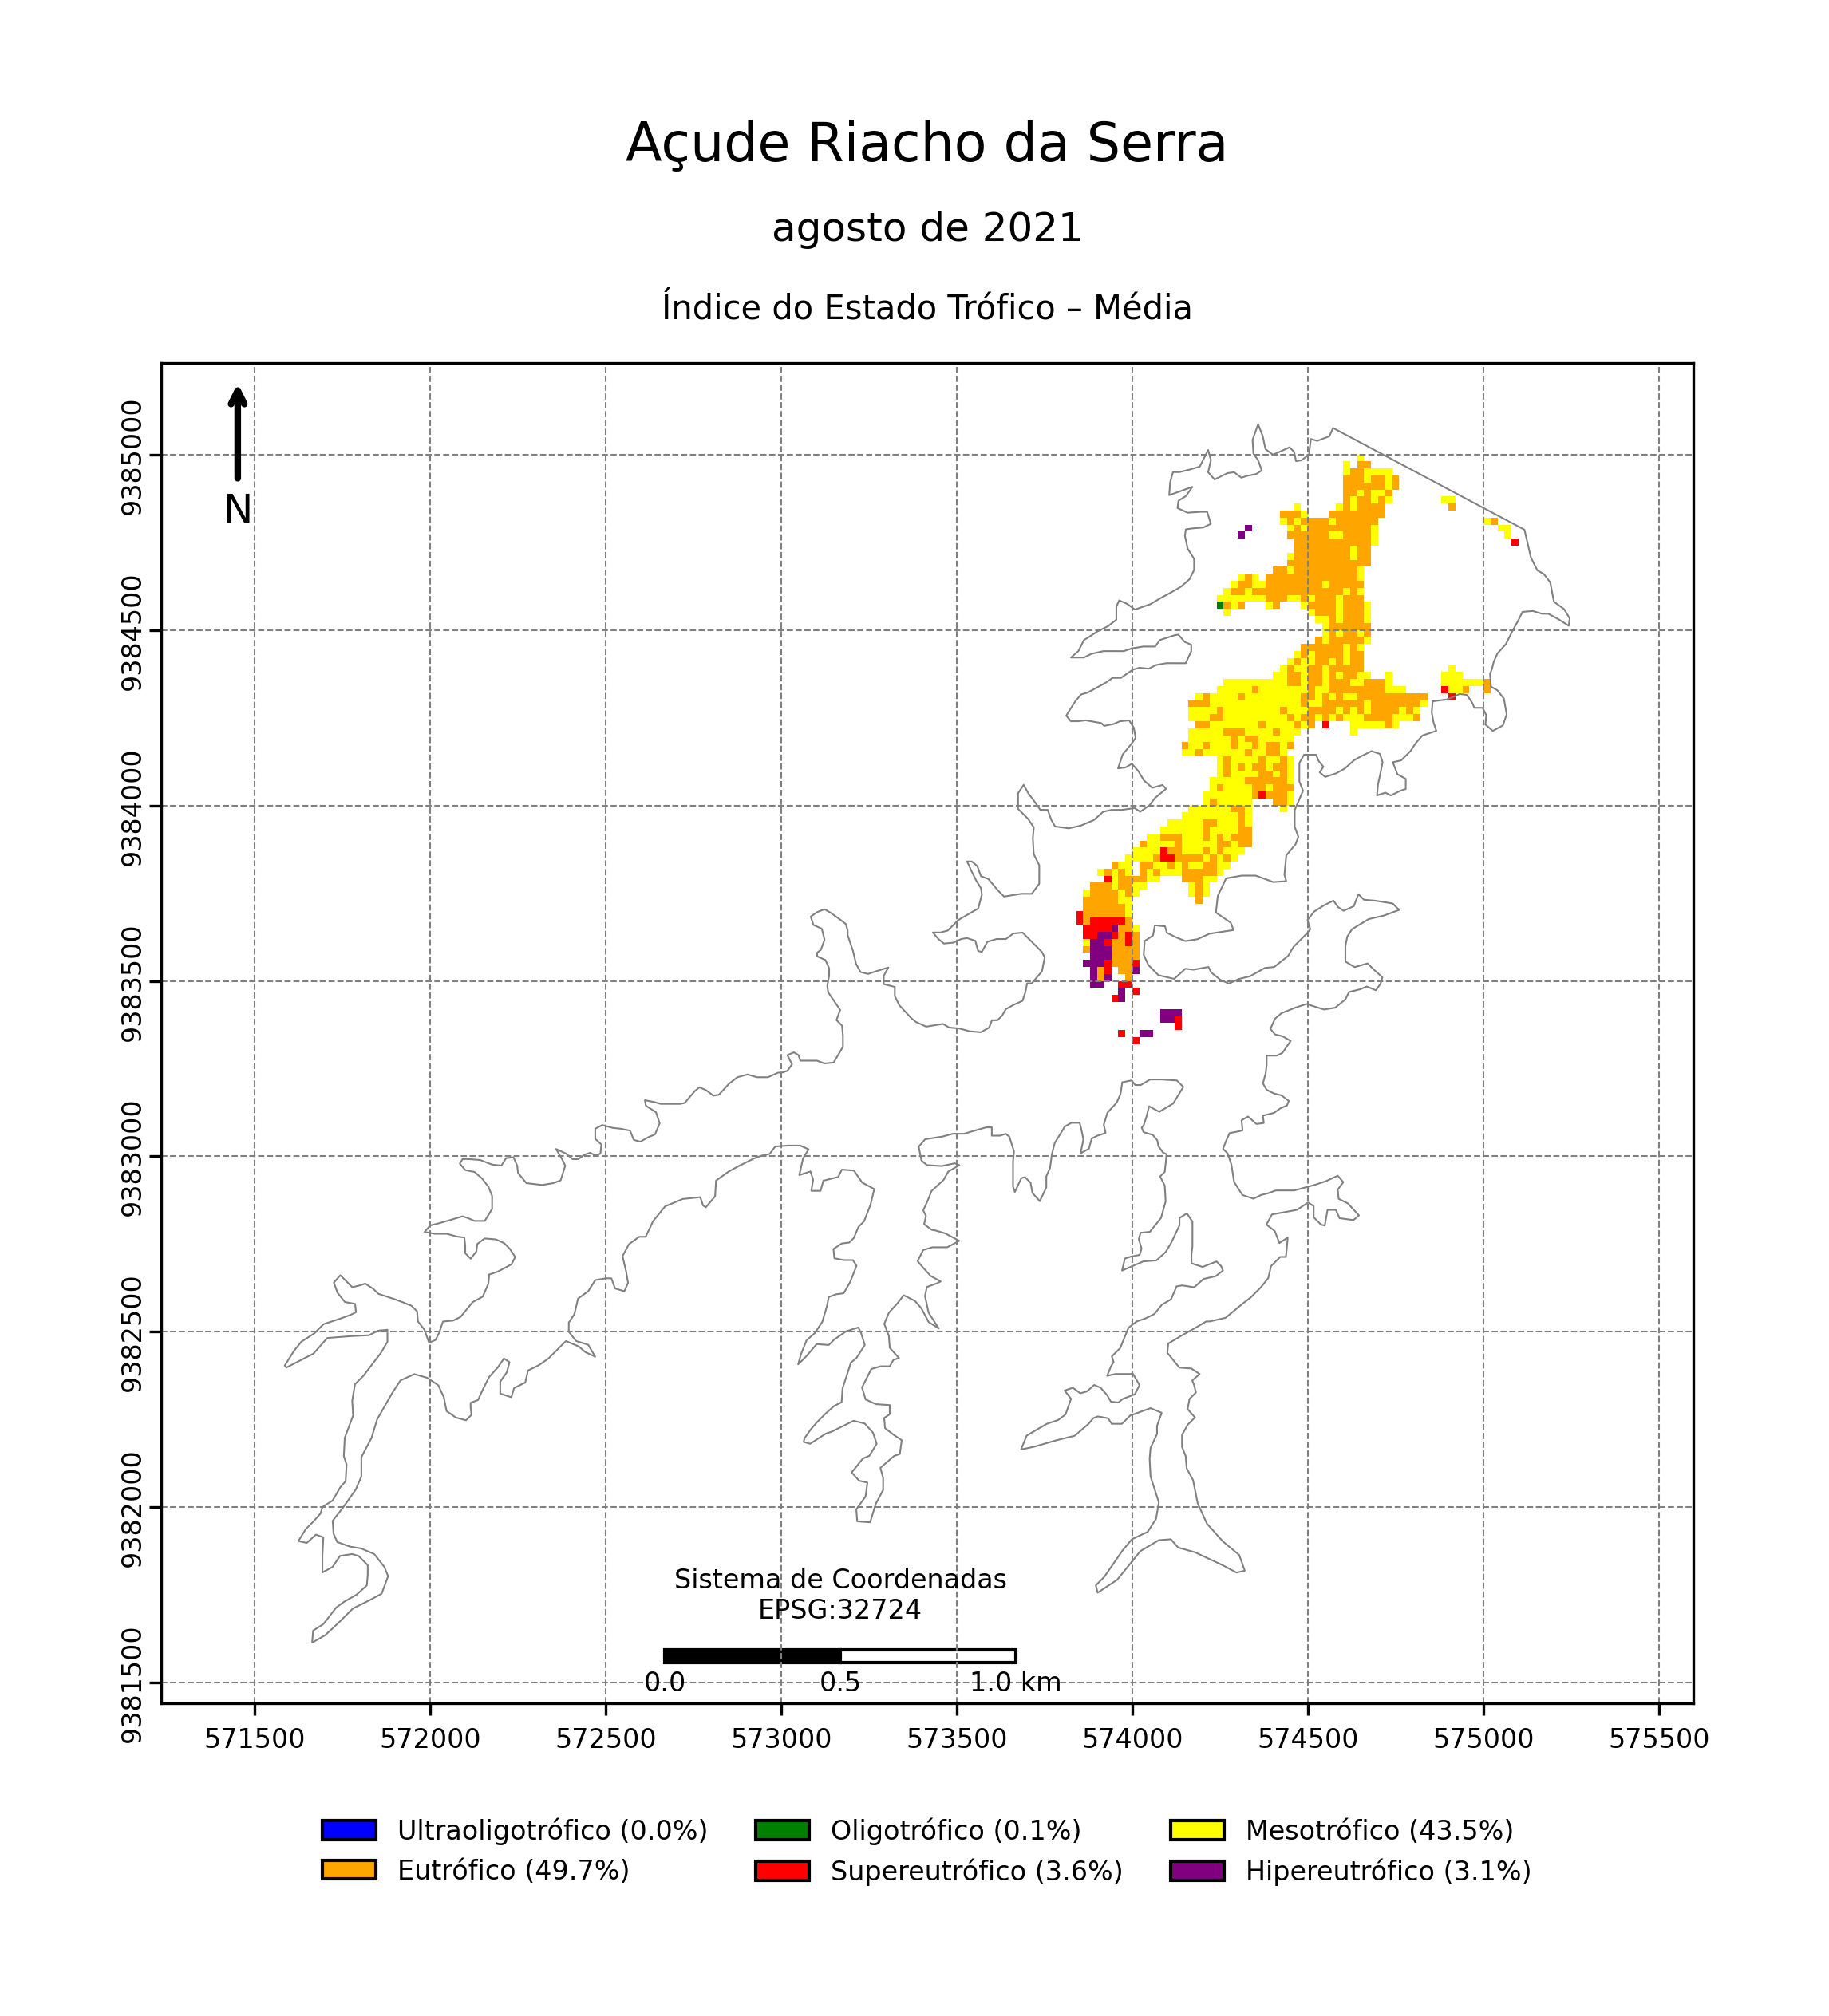 Açude Riacho da Serra
agosto de 2021
Índice do Estado Trófico – Média
N
9385000
9384500
9384000
9383500
9383000
9382500
9382000
9381500
Sistema de Coordenadas
EPSG:32724
0.0 0.5 1.0 km
571500 572000 572500 573000 573500 574000 574500 575000 575500
Ultraoligotrófico (0.0%) Oligotrófico (0.1%) Mesotrófico (43.5%)
Eutrófico (49.7%) Supereutrófico (3.6%) Hipereutrófico (3.1%)